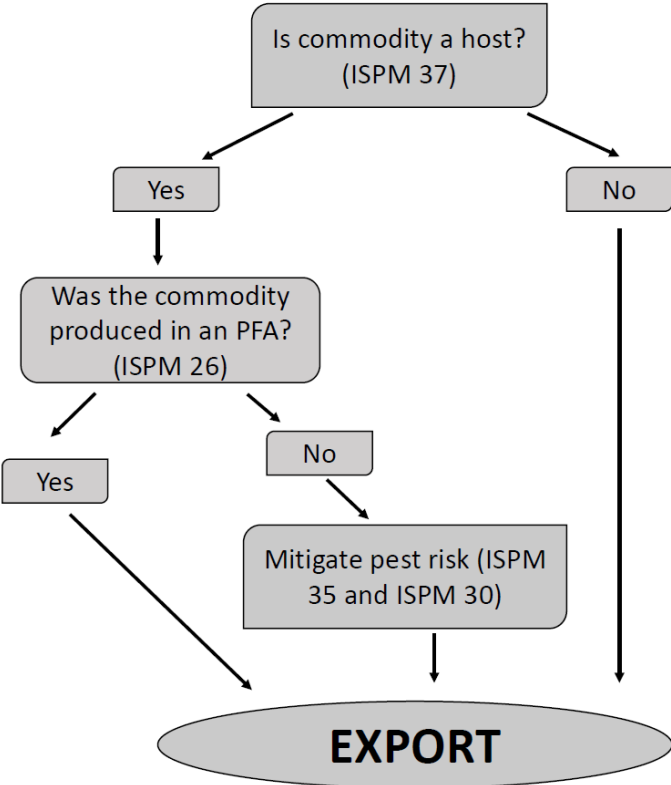 Is commodity a host?
(ISPM 37)
Yes
No
Was the commodity
produced in an PFA?
(ISPM 26)
No
Yes
Mitigate pest risk (ISPM
35 and ISPM 30)
EXPORT